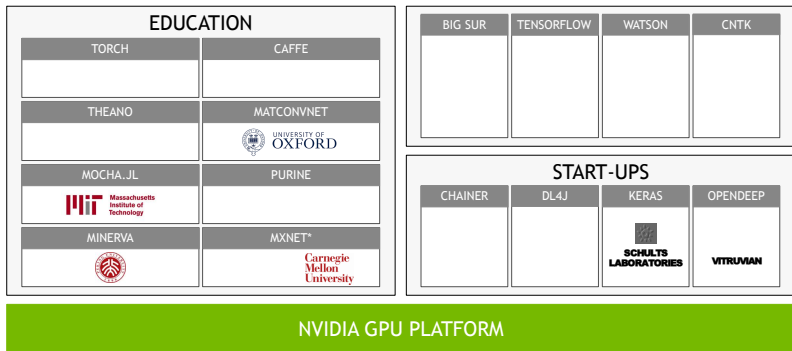 EDUCATION
TORCH
CAFFE
THEANO
MATCONVNET
UNIVERSITY OF
OXFORD
MOCHA.JL
PURINE
Massachusetts
Institute of
Technology
MINERVA
MXNET*
Carnegie
Mellon
University
BIG SUR
TENSORFLOW
WATSON
CNTK
START-UPS
CHAINER
DL4J
KERAS
OPENDEEP
SCHULTS
LABORATORIES
VITRUVIAN
NVIDIA GPU PLATFORM